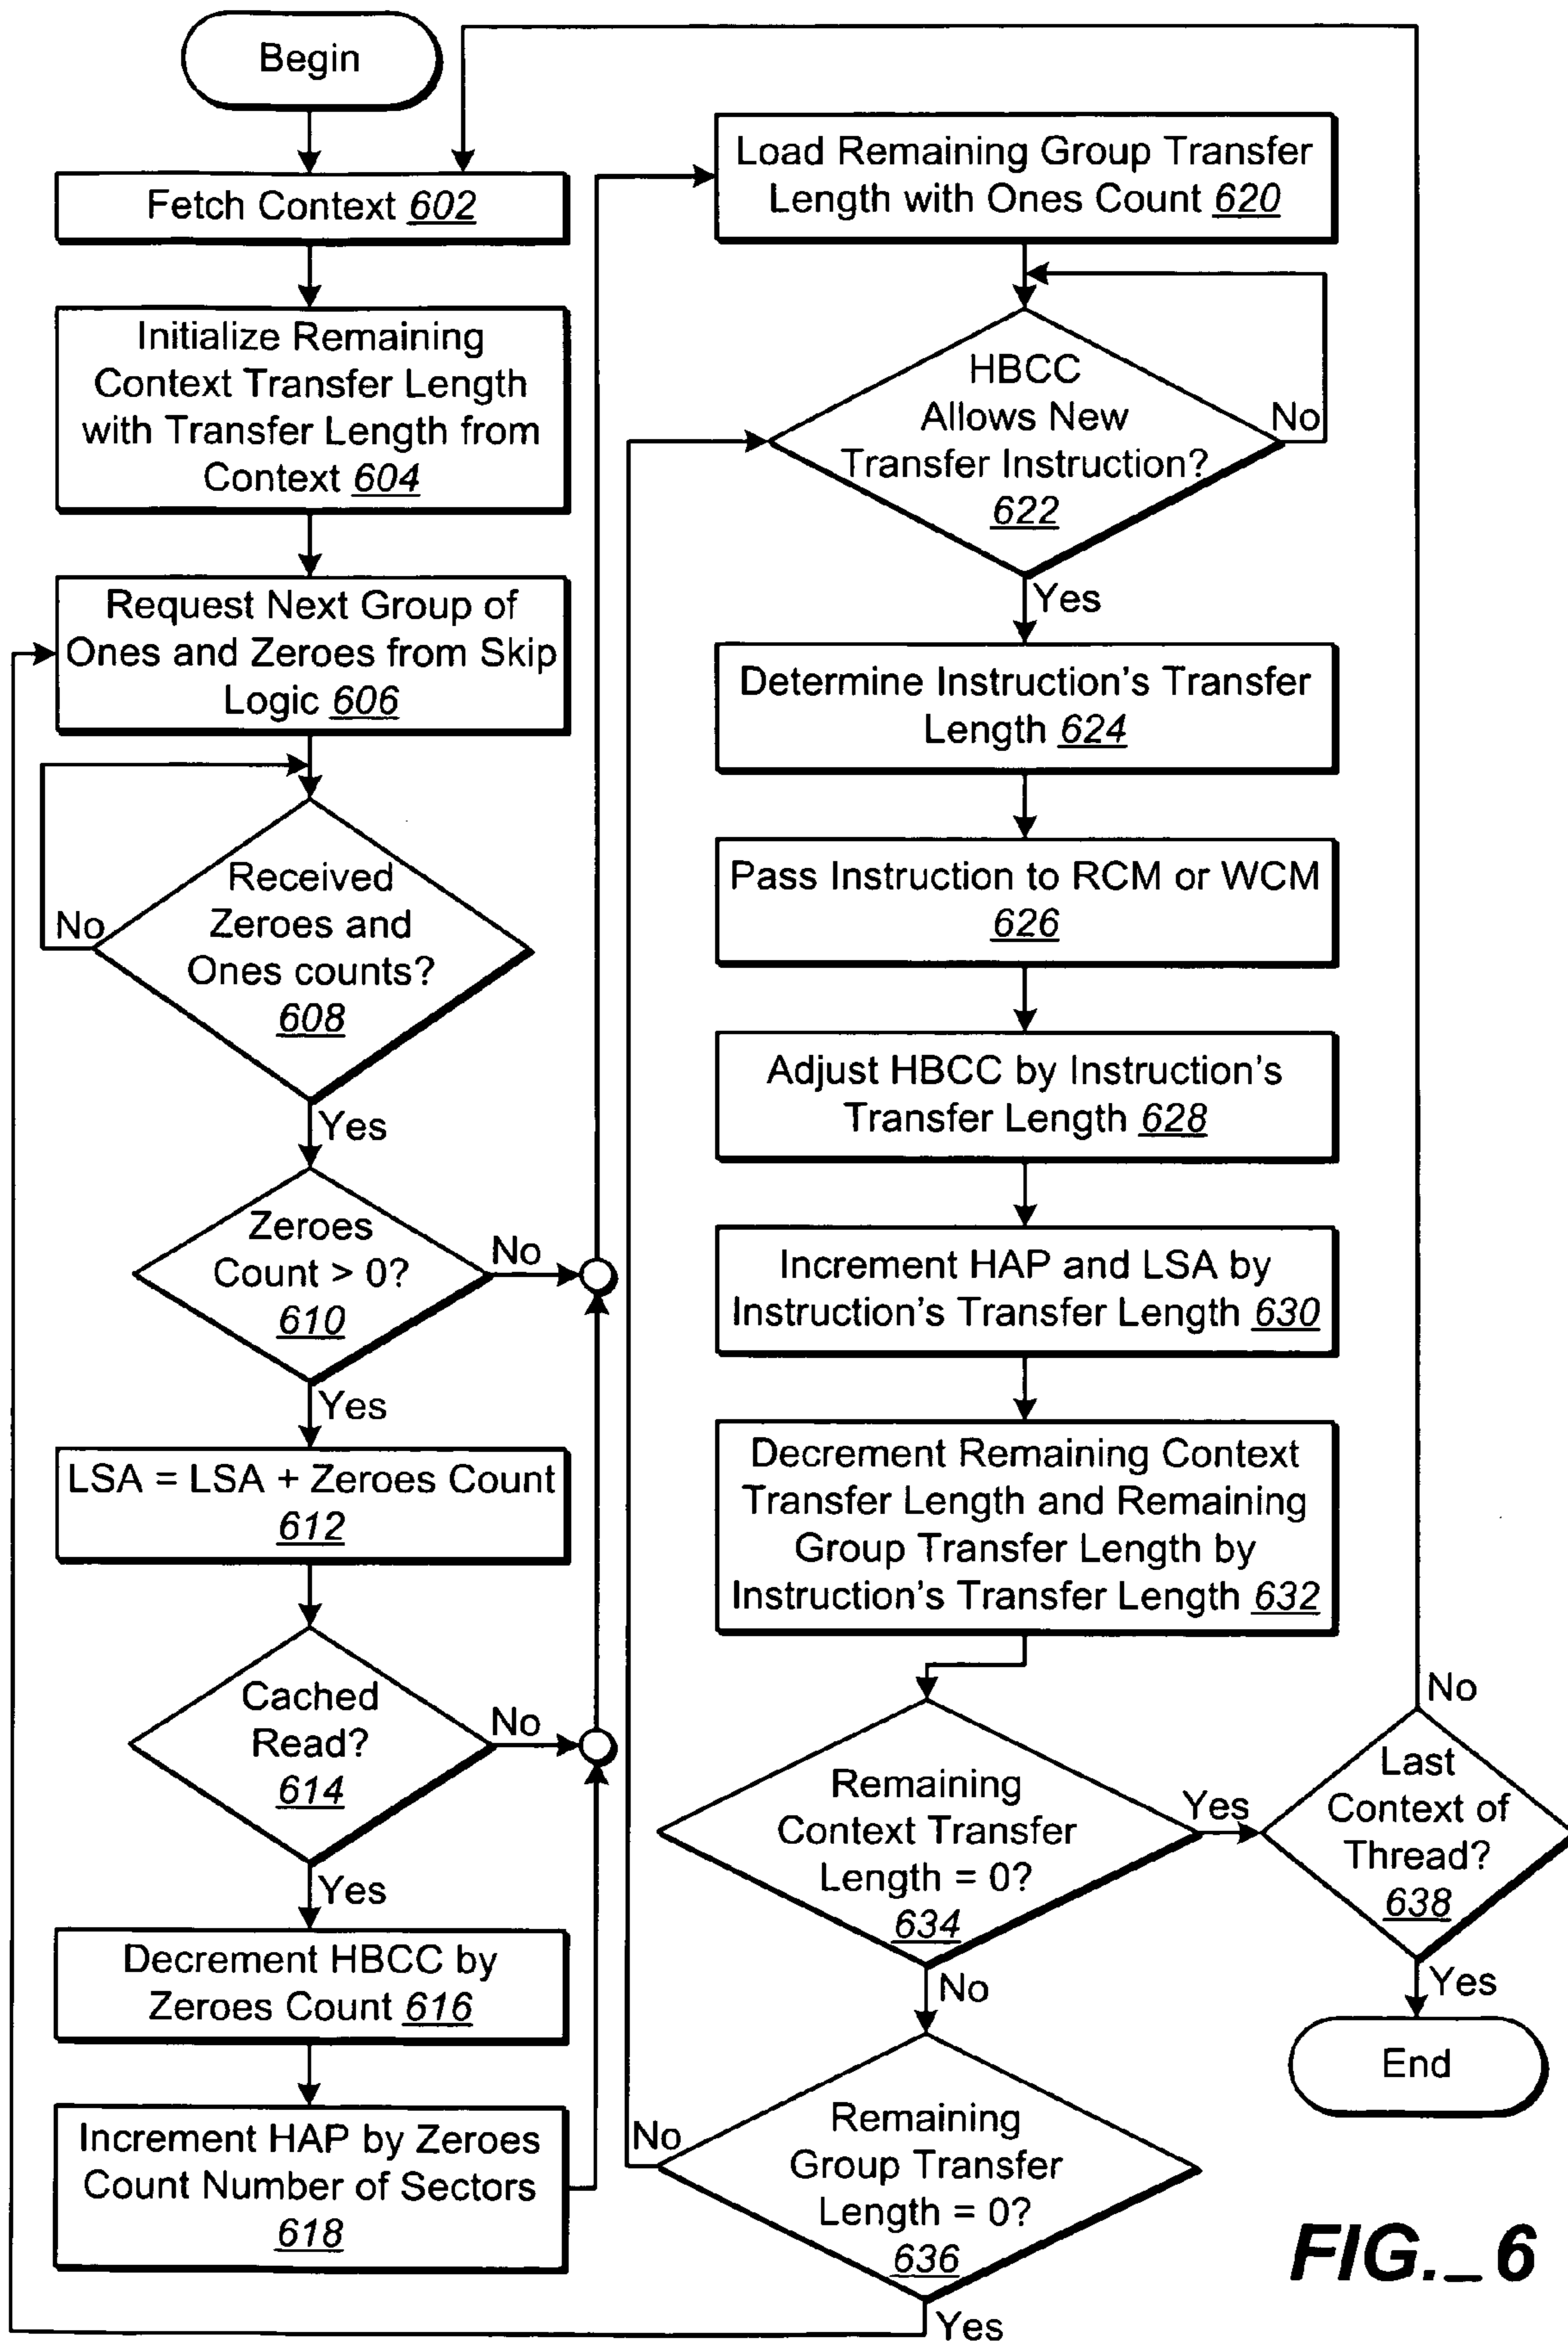 Begin
Fetch Context 602
Initialize Remaining
Context Transfer Length
with Transfer Length from
Context 604
Request Next Group of
Ones and Zeroes from Skip
Logic 606
Received
Zeroes and
Ones counts?
608
No
Yes
Zeroes
Count > 0?
610
No
Yes
LSA = LSA + Zeroes Count
612
Cached
Read?
614
No
Yes
Decrement HBCC by
Zeroes Count 616
Increment HAP by Zeroes
Count Number of Sectors
618
Load Remaining Group Transfer
Length with Ones Count 620
HBCC
Allows New
Transfer Instruction?
622
No
Yes
Determine Instruction's Transfer
Length 624
Pass Instruction to RCM or WCM
626
Adjust HBCC by Instruction's
Transfer Length 628
Increment HAP and LSA by
Instruction's Transfer Length 630
Decrement Remaining Context
Transfer Length and Remaining
Group Transfer Length by
Instruction's Transfer Length 632
Remaining
Context Transfer
Length = 0?
634
Yes
No
Remaining
Group Transfer
Length = 0?
636
No
Yes
Last
Context of
Thread?
638
No
Yes
End
FIG._6